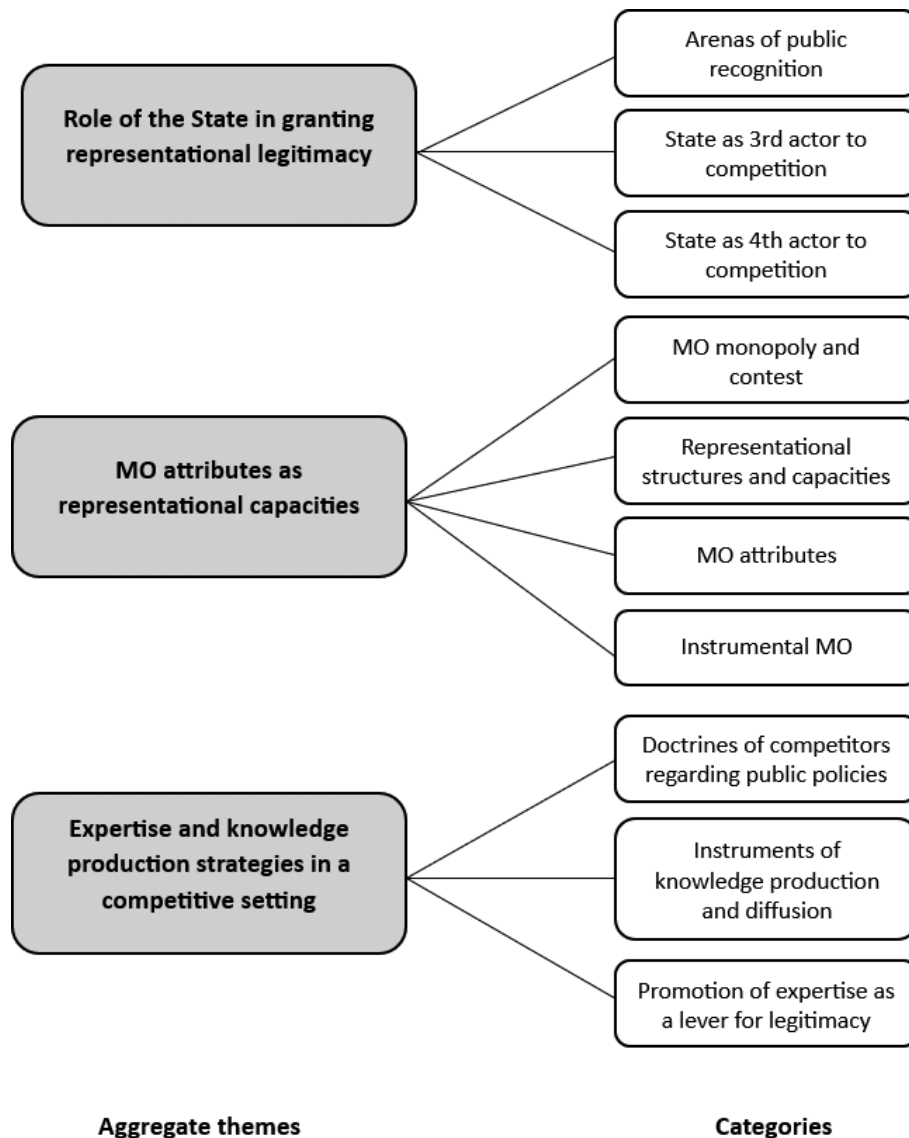 Role of the State in granting
representational legitimacy
Arenas of public
recognition
State as 3rd actor to
competition
State as 4th actor to
competition
MO attributes as
representational capacities
MO monopoly and
contest
Representational
structures and capacities
MO attributes
Instrumental MO
Expertise and knowledge
production strategies in a
competitive setting
Doctrines of competitors
regarding public policies
Instruments of
knowledge production
and diffusion
Promotion of expertise as
a lever for legitimacy
Aggregate themes
Categories